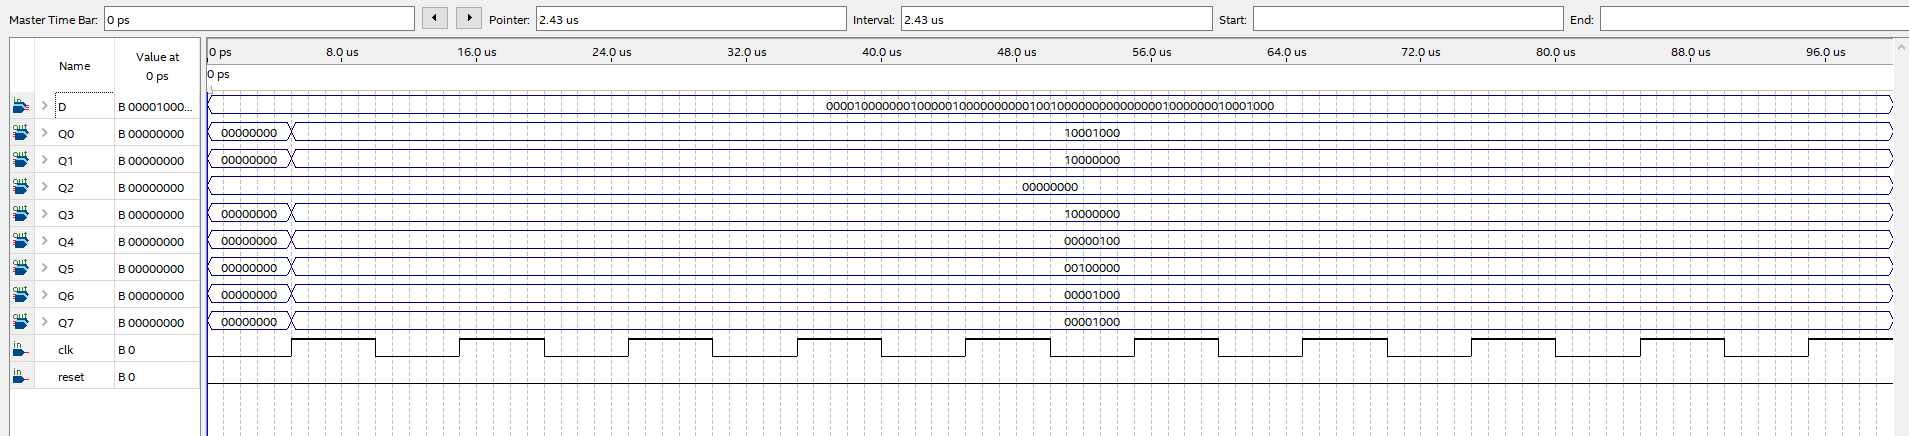 Master Time Bar: 0 ps Pointer: 2.43 us Interval: 2.43 us Start: End:
Name Value at 0 ps
0 ps 8.0 us 16.0 us 24.0 us 32.0 us 40.0 us 48.0 us 56.0 us 64.0 us 72.0 us 80.0 us 88.0 us 96.0 us
0 ps
in D B 00001000... 0000100000001000001000000000010010000000000000001000000010001000
out Q0 B 00000000 00000000 10001000
out Q1 B 00000000 00000000 10000000
out Q2 B 00000000 00000000
out Q3 B 00000000 00000000 10000000
out Q4 B 00000000 00000000 00000100
out Q5 B 00000000 00000000 00100000
out Q6 B 00000000 00000000 00001000
out Q7 B 00000000 00000000 00001000
in clk B 0
in reset B 0